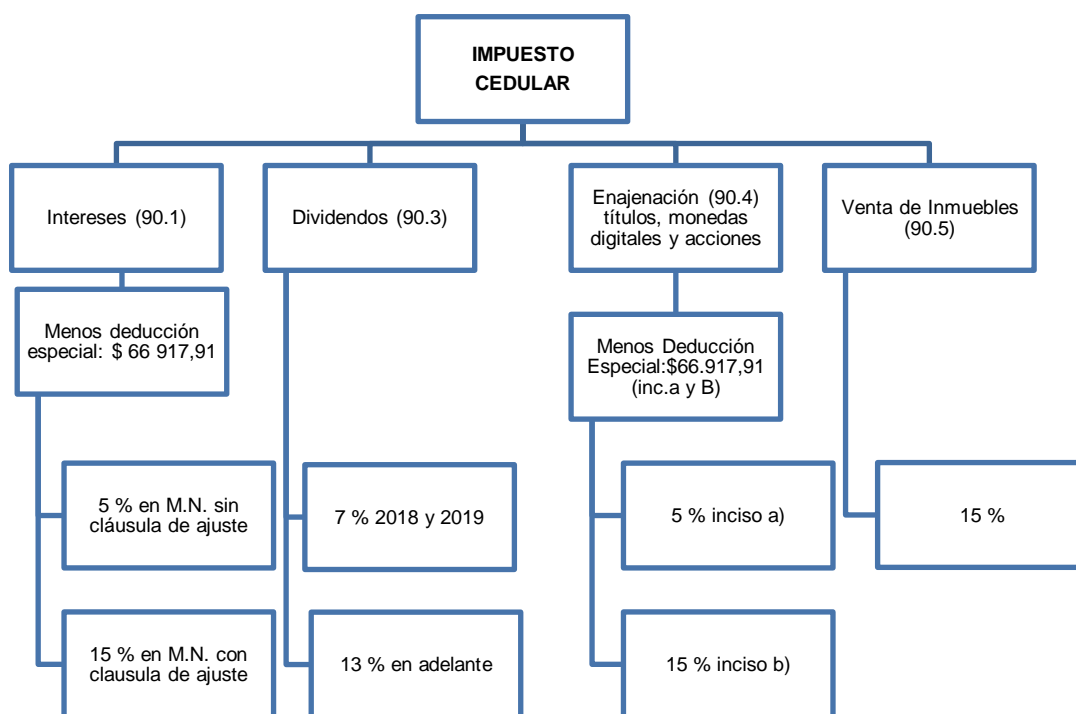 IMPUESTO
CEDULAR
Intereses (90.1)
Dividendos (90.3)
Enajenación (90.4)
títulos, monedas
digitales y acciones
Venta de Inmuebles
(90.5)
Menos deducción
especial: $ 66 917,91
Menos Deducción
Especial:$66.917,91
(inc.a y B)
5 % en M.N. sin
cláusula de ajuste
7 % 2018 y 2019
5 % inciso a)
15 %
15 % en M.N. con
clausula de ajuste
13 % en adelante
15 % inciso b)